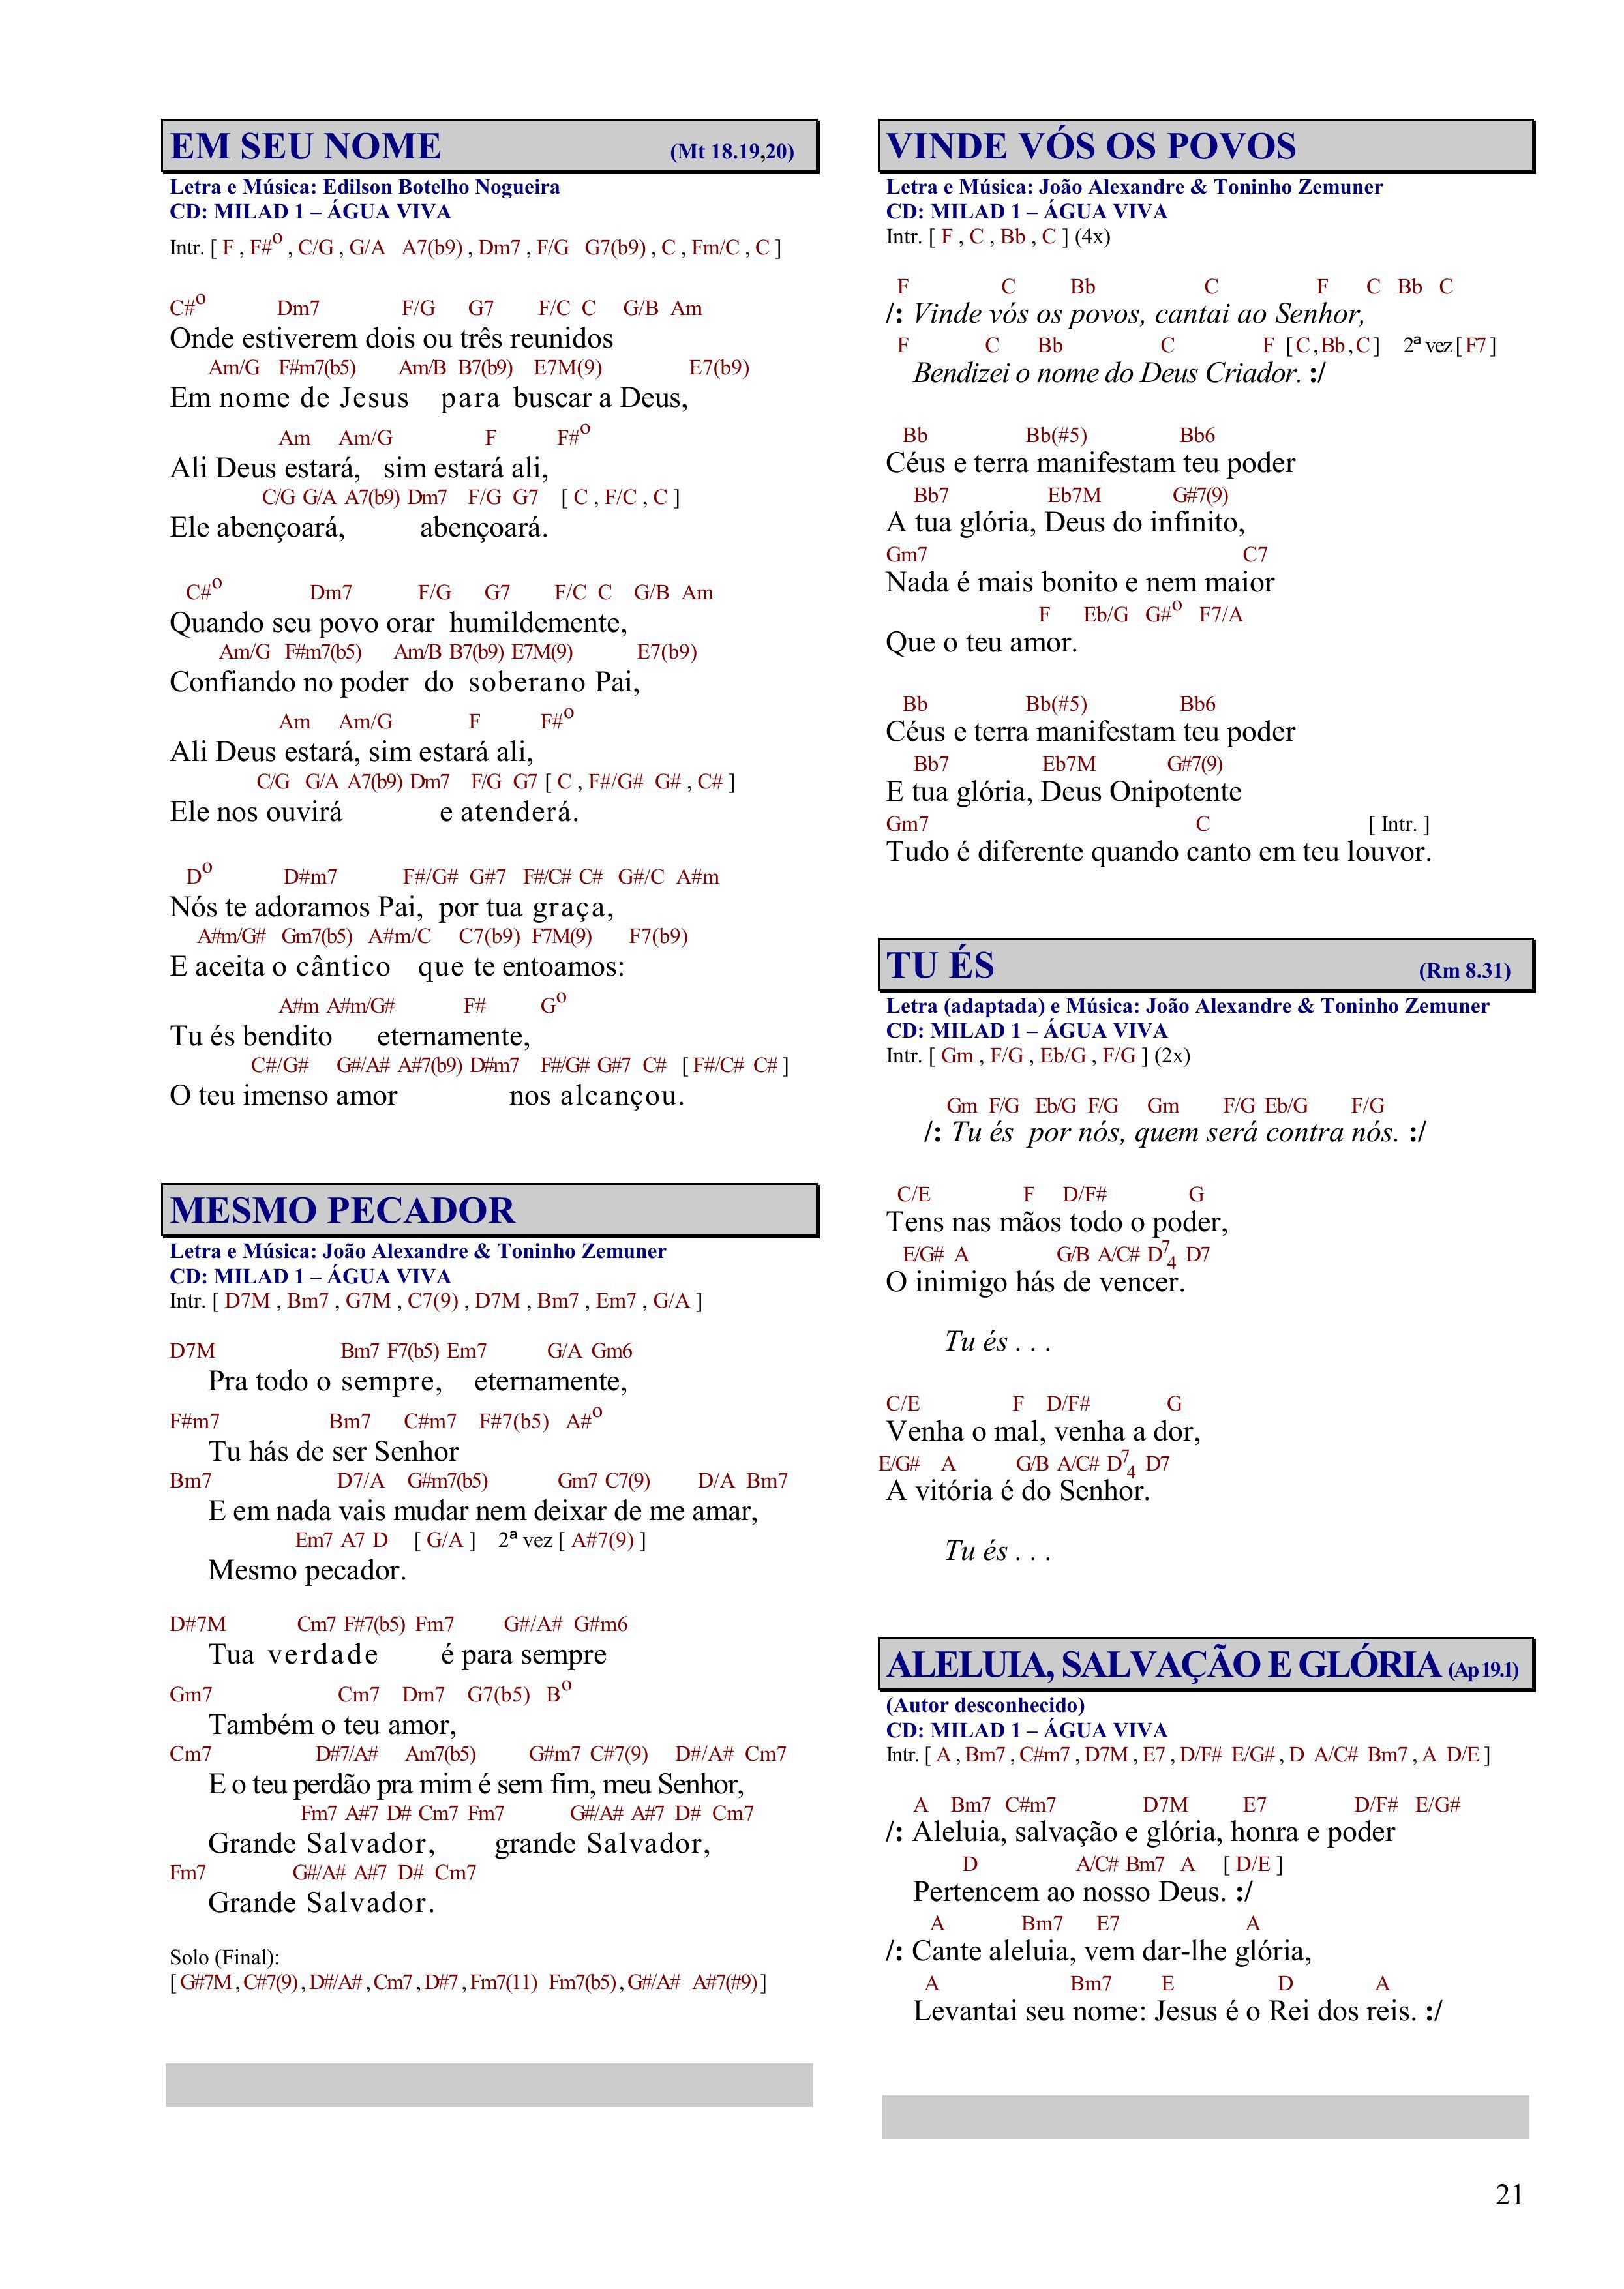 EM SEU NOME (Mt 18.19,20)
Letra e Música: Edilson Botelho Nogueira
CD: MILAD 1 – ÁGUA VIVA
Intr. [ F , F#º , C/G , G/A A7(b9) , Dm7 , F/G G7(b9) , C , Fm/C , C ]
C#º Dm7 F/G G7 F/C C G/B Am
Onde estiverem dois ou três reunidos
Am/G F#m7(b5) Am/B B7(b9) E7M(9) E7(b9)
Em nome de Jesus para buscar a Deus,
Am Am/G F F#º
Ali Deus estará, sim estará ali,
C/G G/A A7(b9) Dm7 F/G G7 [ C , F/C , C ]
Ele abençoará, abençoará.
C#º Dm7 F/G G7 F/C C G/B Am
Quando seu povo orar humildemente,
Am/G F#m7(b5) Am/B B7(b9) E7M(9) E7(b9)
Confiando no poder do soberano Pai,
Am Am/G F F#º
Ali Deus estará, sim estará ali,
C/G G/A A7(b9) Dm7 F/G G7 [ C , F#/G# G# , C# ]
Ele nos ouvirá e atenderá.
Dº D#m7 F#/G# G#7 F#/C# C# G#/C A#m
Nós te adoramos Pai, por tua graça,
A#m/G# Gm7(b5) A#m/C C7(b9) F7M(9) F7(b9)
E aceita o cântico que te entoamos:
A#m A#m/G# F# Gº
Tu és bendito eternamente,
C#/G# G#/A# A#7(b9) D#m7 F#/G# G#7 C# [ F#/C# C# ]
O teu imenso amor nos alcançou.
MESMO PECADOR
Letra e Música: João Alexandre & Toninho Zemuner
CD: MILAD 1 – ÁGUA VIVA
Intr. [ D7M , Bm7 , G7M , C7(9) , D7M , Bm7 , Em7 , G/A ]
D7M Bm7 F7(b5) Em7 G/A Gm6
Pra todo o sempre, eternamente,
F#m7 Bm7 C#m7 F#7(b5) A#º
Tu hás de ser Senhor
Bm7 D7/A G#m7(b5) Gm7 C7(9) D/A Bm7
E em nada vais mudar nem deixar de me amar,
Em7 A7 D [ G/A ] 2ª vez [ A#7(9) ]
Mesmo pecador.
D#7M Cm7 F#7(b5) Fm7 G#/A# G#m6
Tua verdade é para sempre
Gm7 Cm7 Dm7 G7(b5) Bº
Também o teu amor,
Cm7 D#7/A# Am7(b5) G#m7 C#7(9) D#/A# Cm7
E o teu perdão pra mim é sem fim, meu Senhor,
Fm7 A#7 D# Cm7 Fm7 G#/A# A#7 D# Cm7
Grande Salvador, grande Salvador,
Fm7 G#/A# A#7 D# Cm7
Grande Salvador.
Solo (Final):
[ G#7M , C#7(9) , D#/A# , Cm7 , D#7 , Fm7(11) Fm7(b5) , G#/A# A#7(#9) ]
VINDE VÓS OS POVOS
Letra e Música: João Alexandre & Toninho Zemuner
CD: MILAD 1 – ÁGUA VIVA
Intr. [ F , C , Bb , C ] (4x)
F C Bb C F C Bb C
/: Vinde vós os povos, cantai ao Senhor,
F C Bb C F [ C , Bb , C ] 2ª vez [ F7 ]
Bendizei o nome do Deus Criador. :/
Bb Bb(#5) Bb6
Céus e terra manifestam teu poder
Bb7 Eb7M G#7(9)
A tua glória, Deus do infinito,
Gm7 C7
Nada é mais bonito e nem maior
F Eb/G G#º F7/A
Que o teu amor.
Bb Bb(#5) Bb6
Céus e terra manifestam teu poder
Bb7 Eb7M G#7(9)
E tua glória, Deus Onipotente
Gm7 C [ Intr. ]
Tudo é diferente quando canto em teu louvor.
TU ÉS (Rm 8.31)
Letra (adaptada) e Música: João Alexandre & Toninho Zemuner
CD: MILAD 1 – ÁGUA VIVA
Intr. [ Gm , F/G , Eb/G , F/G ] (2x)
Gm F/G Eb/G F/G Gm F/G Eb/G F/G
/: Tu és por nós, quem será contra nós. :/
C/E F D/F# G
Tens nas mãos todo o poder,
E/G# A G/B A/C# D7 4 D7
O inimigo hás de vencer.
Tu és . . .
C/E F D/F# G
Venha o mal, venha a dor,
E/G# A G/B A/C# D7 4 D7
A vitória é do Senhor.
Tu és . . .
ALELUIA, SALVAÇÃO E GLÓRIA (Ap 19.1)
(Autor desconhecido)
CD: MILAD 1 – ÁGUA VIVA
Intr. [ A , Bm7 , C#m7 , D7M , E7 , D/F# E/G# , D A/C# Bm7 , A D/E ]
A Bm7 C#m7 D7M E7 D/F# E/G#
/: Aleluia, salvação e glória, honra e poder
D A/C# Bm7 A [ D/E ]
Pertencem ao nosso Deus. :/
A Bm7 E7 A
/: Cante aleluia, vem dar-lhe glória,
A Bm7 E D A
Levantai seu nome: Jesus é o Rei dos reis. :/
21